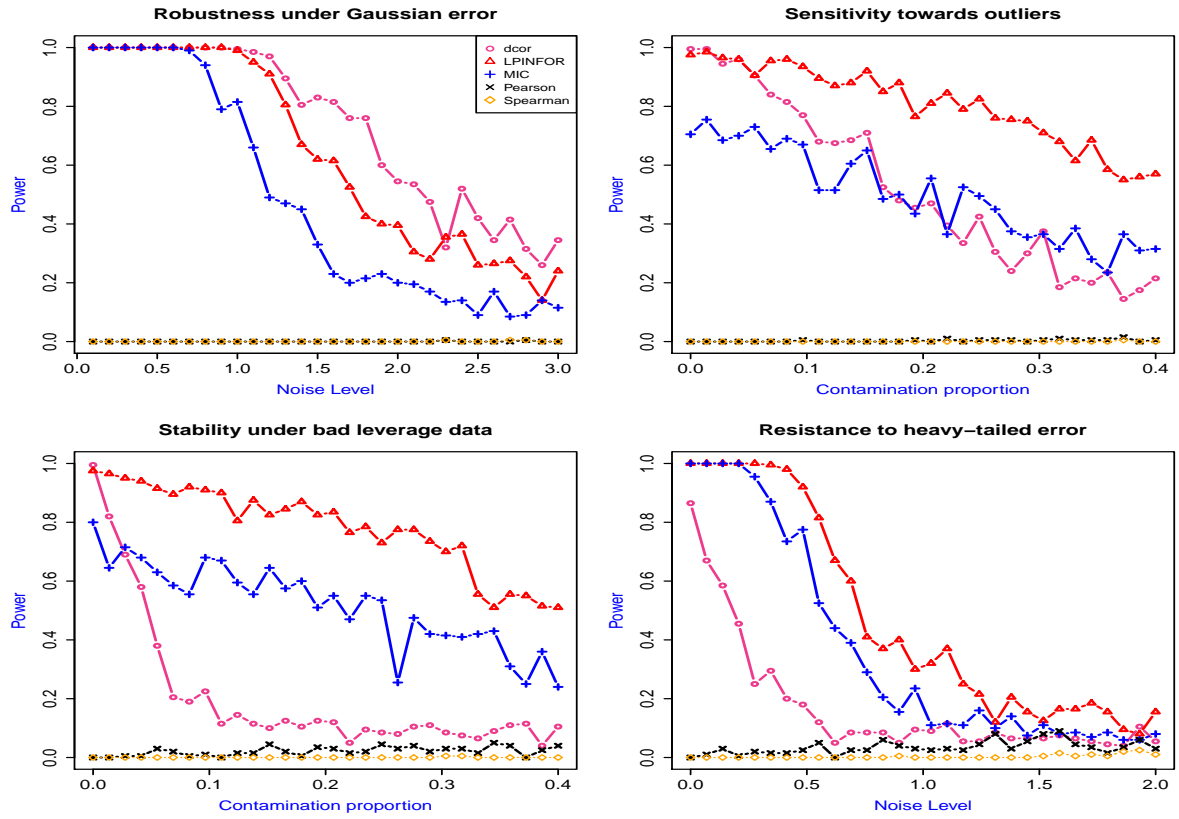 Robustness under Gaussian error
Power
0.0 0.2 0.4 0.6 0.8 1.0
dcor
LPINFOR
MIC
Pearson
Spearman
0.0 0.5 1.0 1.5 2.0 2.5 3.0
Noise Level
Sensitivity towards outliers
Power
0.0 0.2 0.4 0.6 0.8 1.0
0.0 0.1 0.2 0.3 0.4
Contamination proportion
Stability under bad leverage data
Power
0.0 0.2 0.4 0.6 0.8 1.0
0.0 0.1 0.2 0.3 0.4
Contamination proportion
Resistance to heavy−tailed error
Power
0.0 0.2 0.4 0.6 0.8 1.0
0.0 0.5 1.0 1.5 2.0
Noise Level